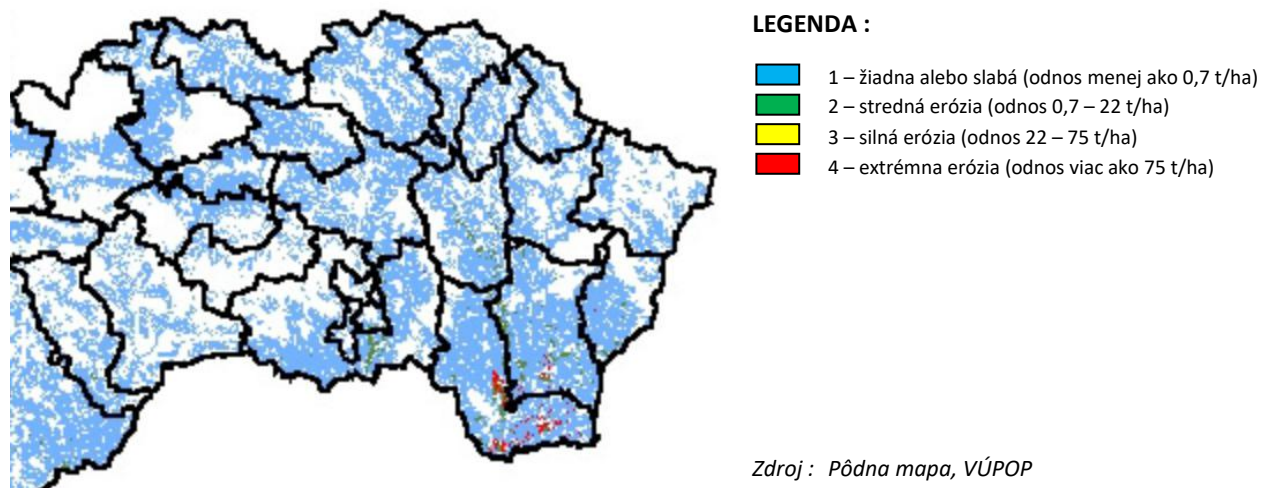 LEGENDA :
1 – žiadna alebo slabá (odnos menej ako 0,7 t/ha)
2 – stredná erózia (odnos 0,7 – 22 t/ha)
3 – silná erózia (odnos 22 – 75 t/ha)
4 – extrémna erózia (odnos viac ako 75 t/ha)
Zdroj : Pôdna mapa, VÚPOP